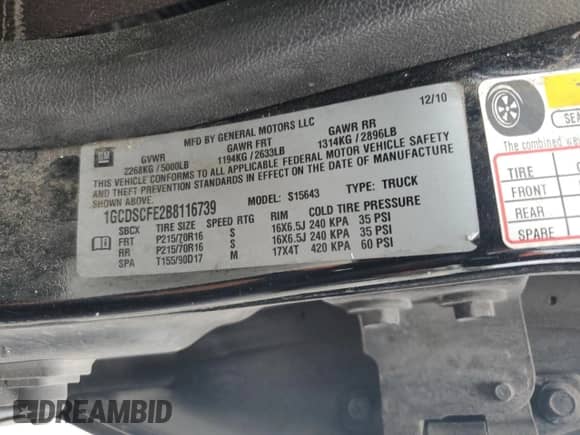 GM
MFD BY GENERAL MOTORS LLC
12/10
GVWR GAWR FRT GAWR RR
2268KG / 5000LB 1194KG / 2633LB 1314KG / 2896LB
THIS VEHICLE CONFORMS TO ALL APPLICABLE FEDERAL MOTOR VEHICLE SAFETY
AND THEFT PREVENTION STANDARDS IN EFFECT ON THE DATE OF
MANUFACTURE SHOWN ABOVE.
1GCDSCFE2B8116739 S15643 TYPE: TRUCK
SBCX TIRE SIZE SPEED RTG RIM COLD TIRE PRESSURE
FRT P215/70R16 S 16X6.5J 240 KPA 35 PSI
RR P215/70R16 S 16X6.5J 240 KPA 35 PSI
SPA T155/90D17 M 17X4T 420 KPA 60 PSI
The combined
TIRE
FRONT
REAR
SPARE
DREAMBID